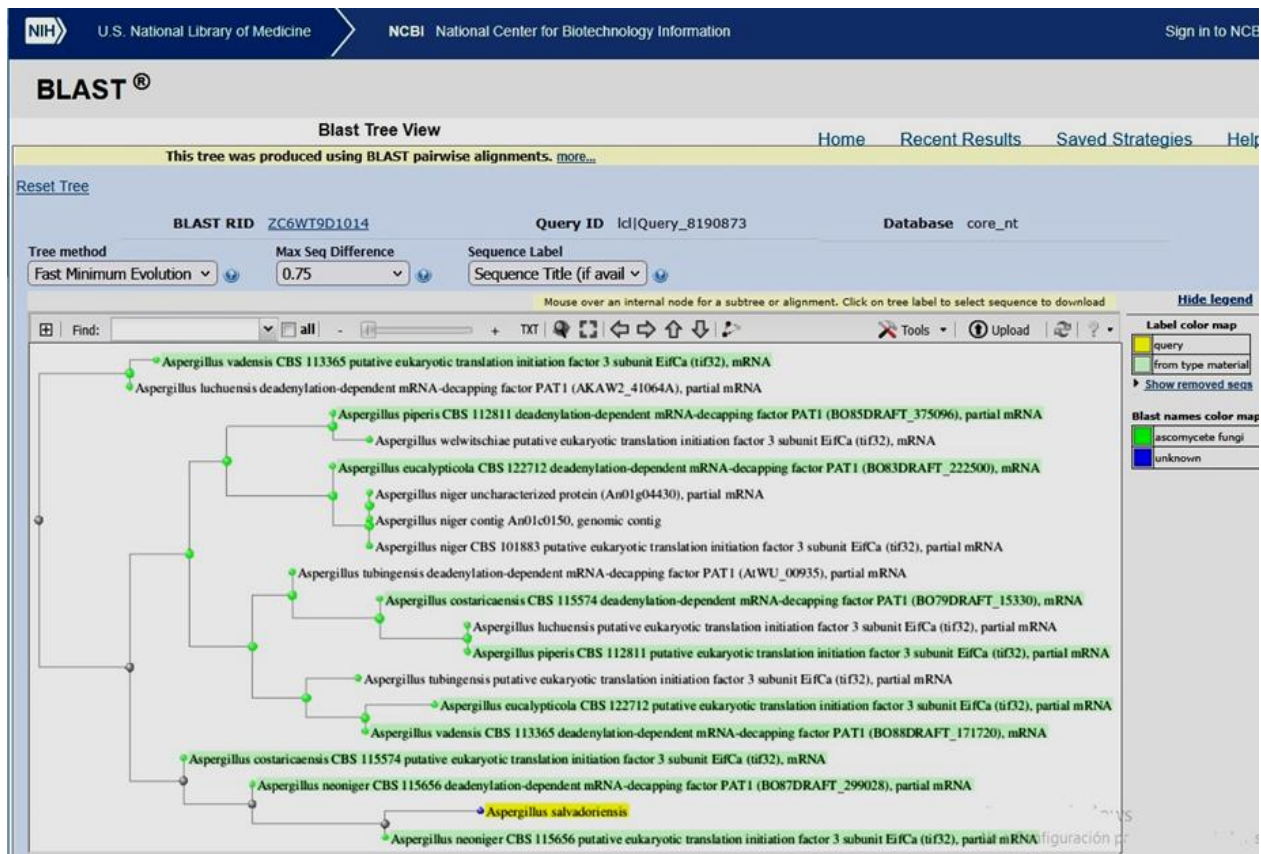 NIH U.S. National Library of Medicine NCBI National Center for Biotechnology Information Sign in to NCB
BLAST ®
Blast Tree View
Home Recent Results Saved Strategies Help
This tree was produced using BLAST pairwise alignments. more...
Reset Tree
BLAST RID ZC6WT9D1014 Query ID lcl|Query_8190873 Database core_nt
Tree method Max Seq Difference Sequence Label
Fast Minimum Evolution 0.75 Sequence Title (if avail
Mouse over an internal node for a subtree or alignment. Click on tree label to select sequence to download
Hide legend
Find: all - + TXT Tools Upload ?
Label color map
query
from type material
Show removed seqs
Blast names color map
ascomycete fungi
unknown
Aspergillus vadensis CBS 113365 putative eukaryotic translation initiation factor 3 subunit EifCa (tif32), mRNA
Aspergillus luchuensis deadenylation-dependent mRNA-decapping factor PAT1 (AKAW2_41064A), partial mRNA
Aspergillus piperis CBS 112811 deadenylation-dependent mRNA-decapping factor PAT1 (BO85DRAFT_375096), partial mRNA
Aspergillus welwitschiae putative eukaryotic translation initiation factor 3 subunit EifCa (tif32), mRNA
Aspergillus eucalypticola CBS 122712 deadenylation-dependent mRNA-decapping factor PAT1 (BO83DRAFT_222500), mRNA
Aspergillus niger uncharacterized protein (An01g04430), partial mRNA
Aspergillus niger contig An01c0150, genomic contig
Aspergillus niger CBS 101883 putative eukaryotic translation initiation factor 3 subunit EifCa (tif32), partial mRNA
Aspergillus tubingensis deadenylation-dependent mRNA-decapping factor PAT1 (AtWU_00935), partial mRNA
Aspergillus costaricaensis CBS 115574 deadenylation-dependent mRNA-decapping factor PAT1 (BO79DRAFT_15330), mRNA
Aspergillus luchuensis putative eukaryotic translation initiation factor 3 subunit EifCa (tif32), partial mRNA
Aspergillus piperis CBS 112811 putative eukaryotic translation initiation factor 3 subunit EifCa (tif32), partial mRNA
Aspergillus tubingensis putative eukaryotic translation initiation factor 3 subunit EifCa (tif32), partial mRNA
Aspergillus eucalypticola CBS 122712 putative eukaryotic translation initiation factor 3 subunit EifCa (tif32), partial mRNA
Aspergillus vadensis CBS 113365 deadenylation-dependent mRNA-decapping factor PAT1 (BO88DRAFT_171720), mRNA
Aspergillus costaricaensis CBS 115574 putative eukaryotic translation initiation factor 3 subunit EifCa (tif32), mRNA
Aspergillus neoniger CBS 115656 deadenylation-dependent mRNA-decapping factor PAT1 (BO87DRAFT_299028), partial mRNA
Aspergillus salvadoriensis
Aspergillus neoniger CBS 115656 putative eukaryotic translation initiation factor 3 subunit EifCa (tif32), partial mRNA